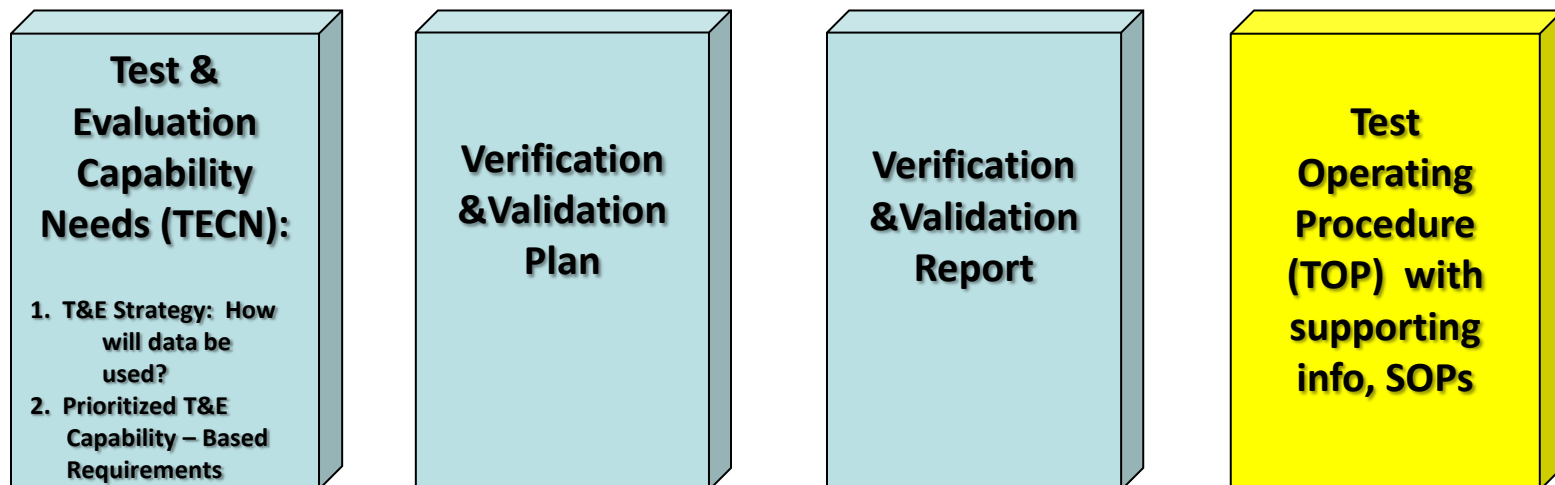 Test &
Evaluation
Capability
Needs (TECN):
1. T&E Strategy: How
will data be
used?
2. Prioritized T&E
Capability – Based
Requirements
Verification
&Validation
Plan
Verification
&Validation
Report
Test
Operating
Procedure
(TOP) with
supporting
info, SOPs